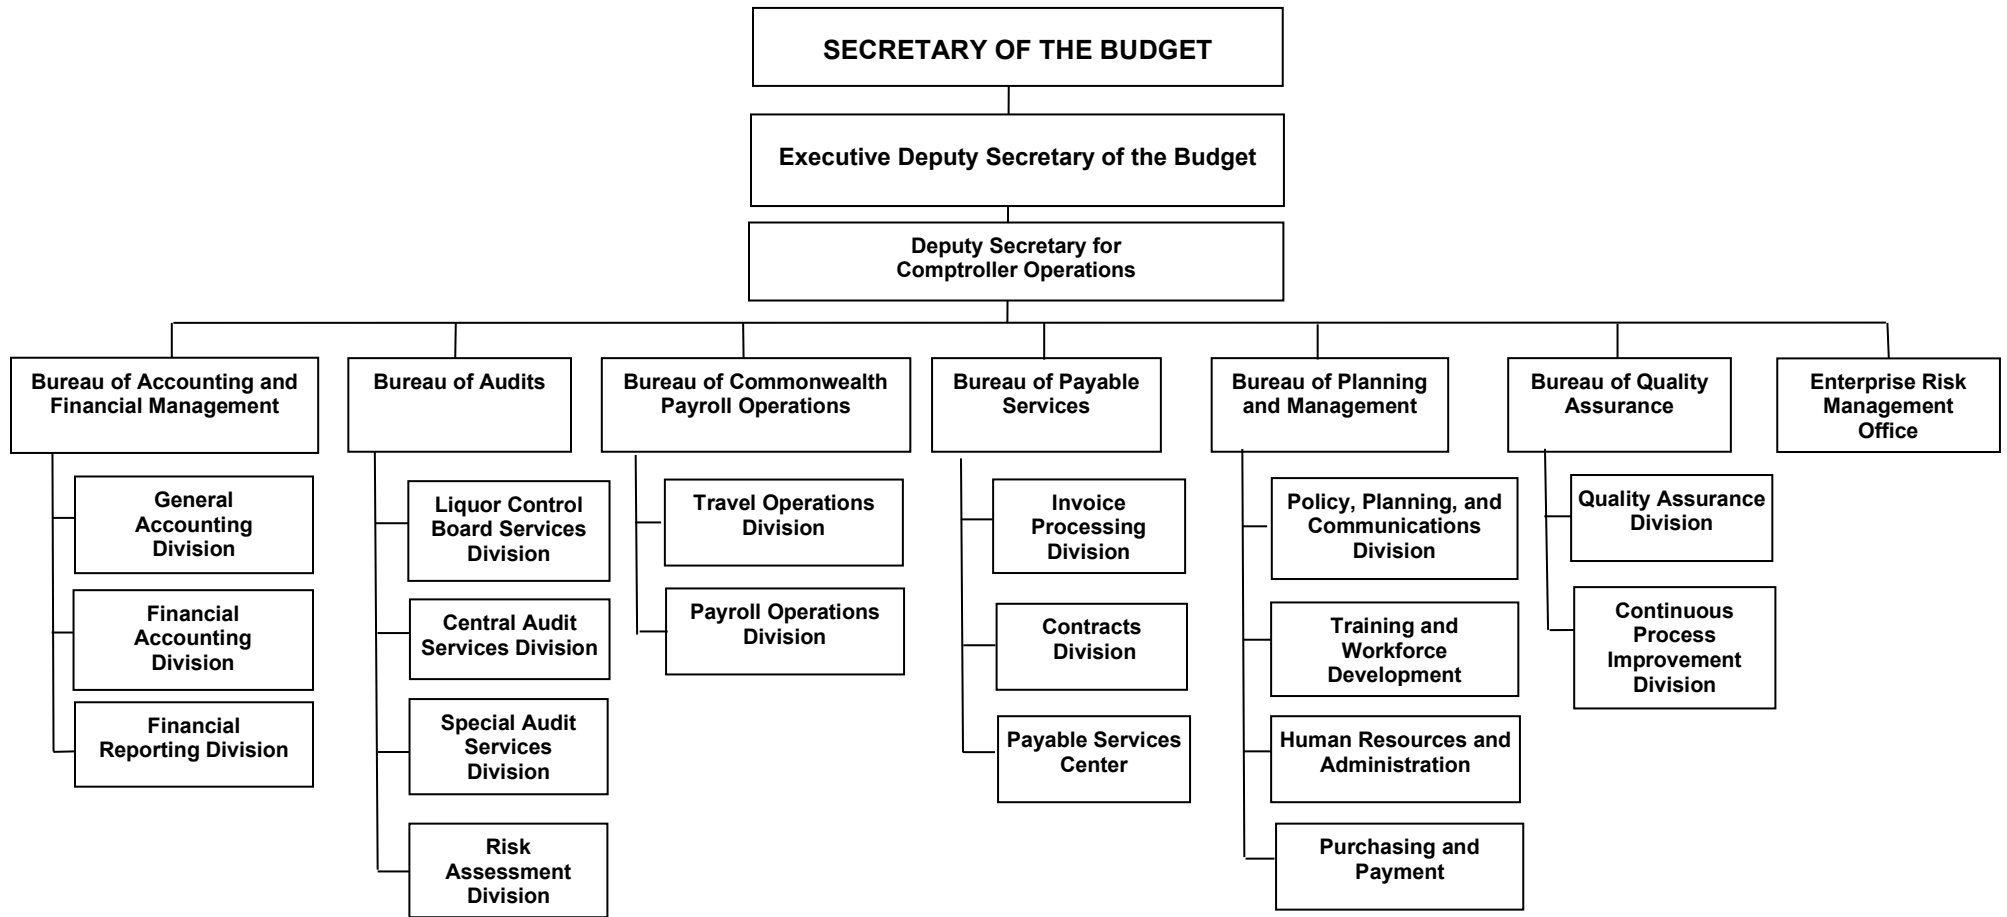 SECRETARY OF THE BUDGET
Executive Deputy Secretary of the Budget
Deputy Secretary for
Comptroller Operations
Bureau of Accounting and
Financial Management
General
Accounting
Division
Financial
Accounting
Division
Financial
Reporting Division
Bureau of Audits
Liquor Control
Board Services
Division
Central Audit
Services Division
Special Audit
Services
Division
Risk
Assessment
Division
Bureau of Commonwealth
Payroll Operations
Travel Operations
Division
Payroll Operations
Division
Bureau of Payable
Services
Invoice
Processing
Division
Contracts
Division
Payable Services
Center
Bureau of Planning
and Management
Policy, Planning, and
Communications
Division
Training and
Workforce
Development
Human Resources and
Administration
Purchasing and
Payment
Bureau of Quality
Assurance
Quality Assurance
Division
Continuous
Process
Improvement
Division
Enterprise Risk
Management
Office